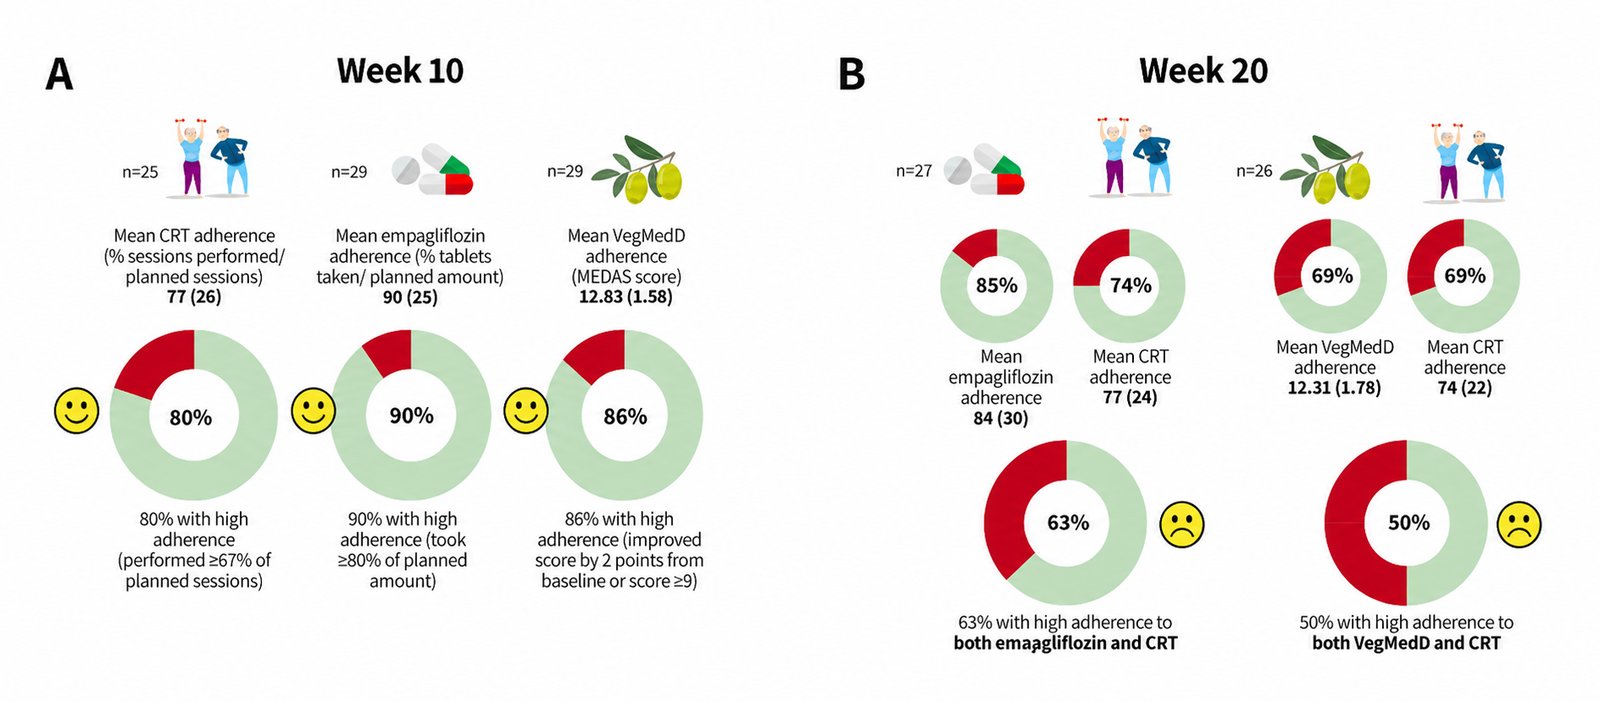 A
Week 10
n=25
Mean CRT adherence
(% sessions performed/
planned sessions)
77 (26)
80%
80% with high
adherence
(performed ≥67% of
planned sessions)
n=29
Mean empagliflozin
adherence (% tablets
taken/ planned amount)
90 (25)
90%
90% with high
adherence (took
≥80% of planned
amount)
n=29
Mean VegMedD
adherence
(MEDAS score)
12.83 (1.58)
86%
86% with high
adherence (improved
score by 2 points from
baseline or score ≥9)
B
Week 20
n=27
85%
Mean
empagliflozin
adherence
84 (30)
74%
Mean CRT
adherence
77 (24)
63%
63% with high adherence to
both emaagliflozin and CRT
n=26
69%
Mean VegMedD
adherence
12.31 (1.78)
69%
Mean CRT
adherence
74 (22)
50%
50% with high adherence to
both VegMedD and CRT